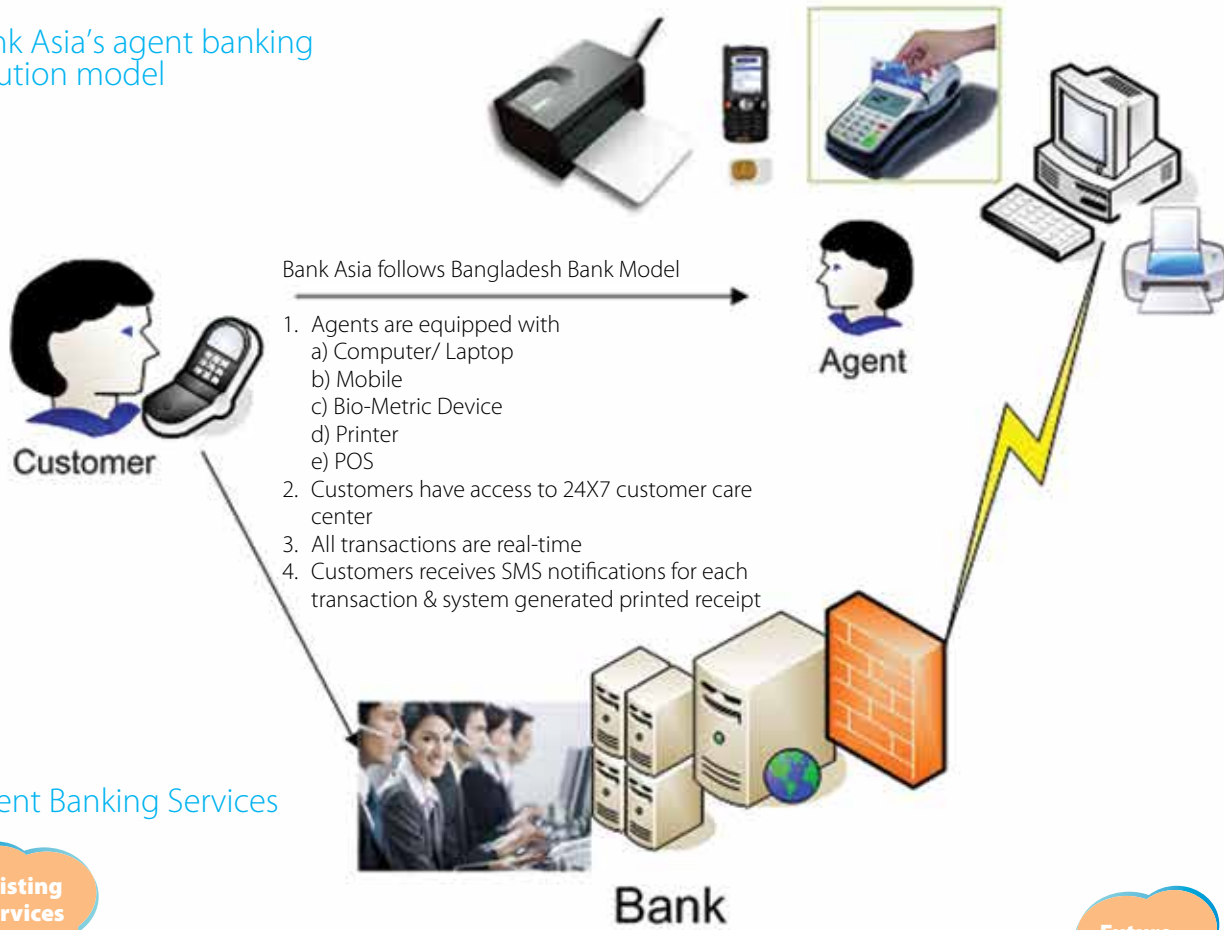 nk Asia's agent banking
ution model
Bank Asia follows Bangladesh Bank Model
1. Agents are equipped with
a) Computer/ Laptop
b) Mobile
c) Bio-Metric Device
d) Printer
e) POS
2. Customers have access to 24X7 customer care
center
3. All transactions are real-time
4. Customers receives SMS notifications for each
transaction & system generated printed receipt
Agent
Customer
ent Banking Services
isting
rvices
Bank
Future